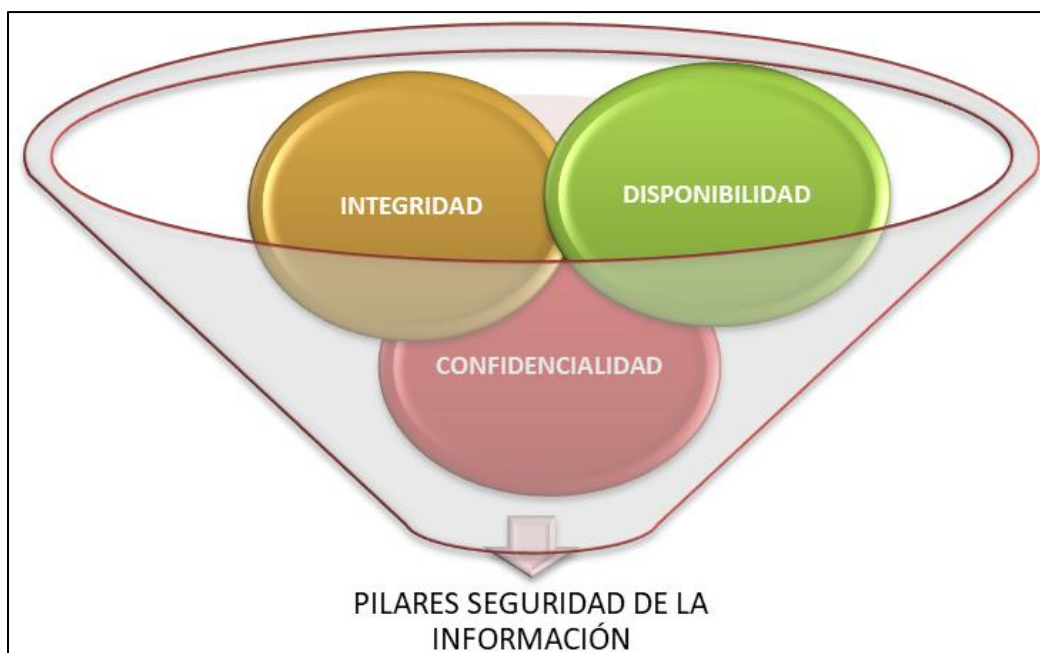 INTEGRIDAD
DISPONIBILIDAD
CONFIDENCIALIDAD
PILARES SEGURIDAD DE LA
INFORMACIÓN